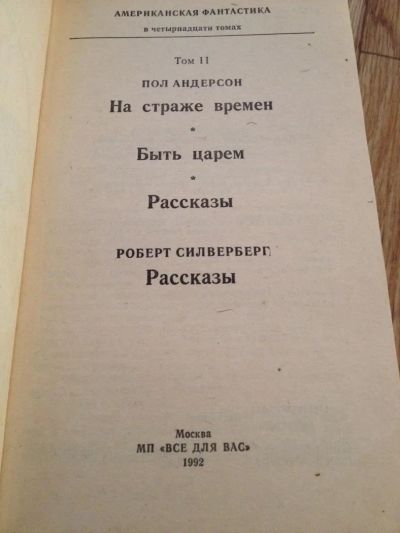 АМЕРИКАНСКАЯ ФАНТАСТИКА
в четырнадцати томах
Том 11
ПОЛ АНДЕРСОН
На страже времен
*
Быть царем
*
Рассказы
РОБЕРТ СИЛВЕРБЕРГ
Рассказы
Москва
МП «ВСЕ ДЛЯ ВАС»
1992